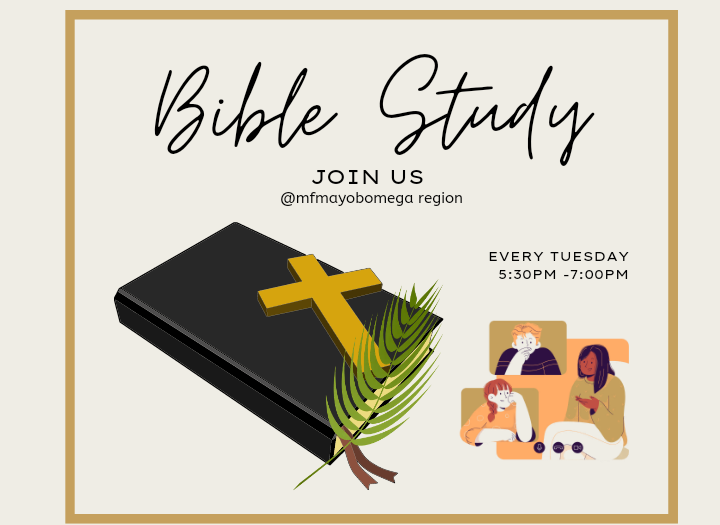 Bible Study
JOIN US
@mfmayobomega region
EVERY TUESDAY
5:30PM -7:00PM